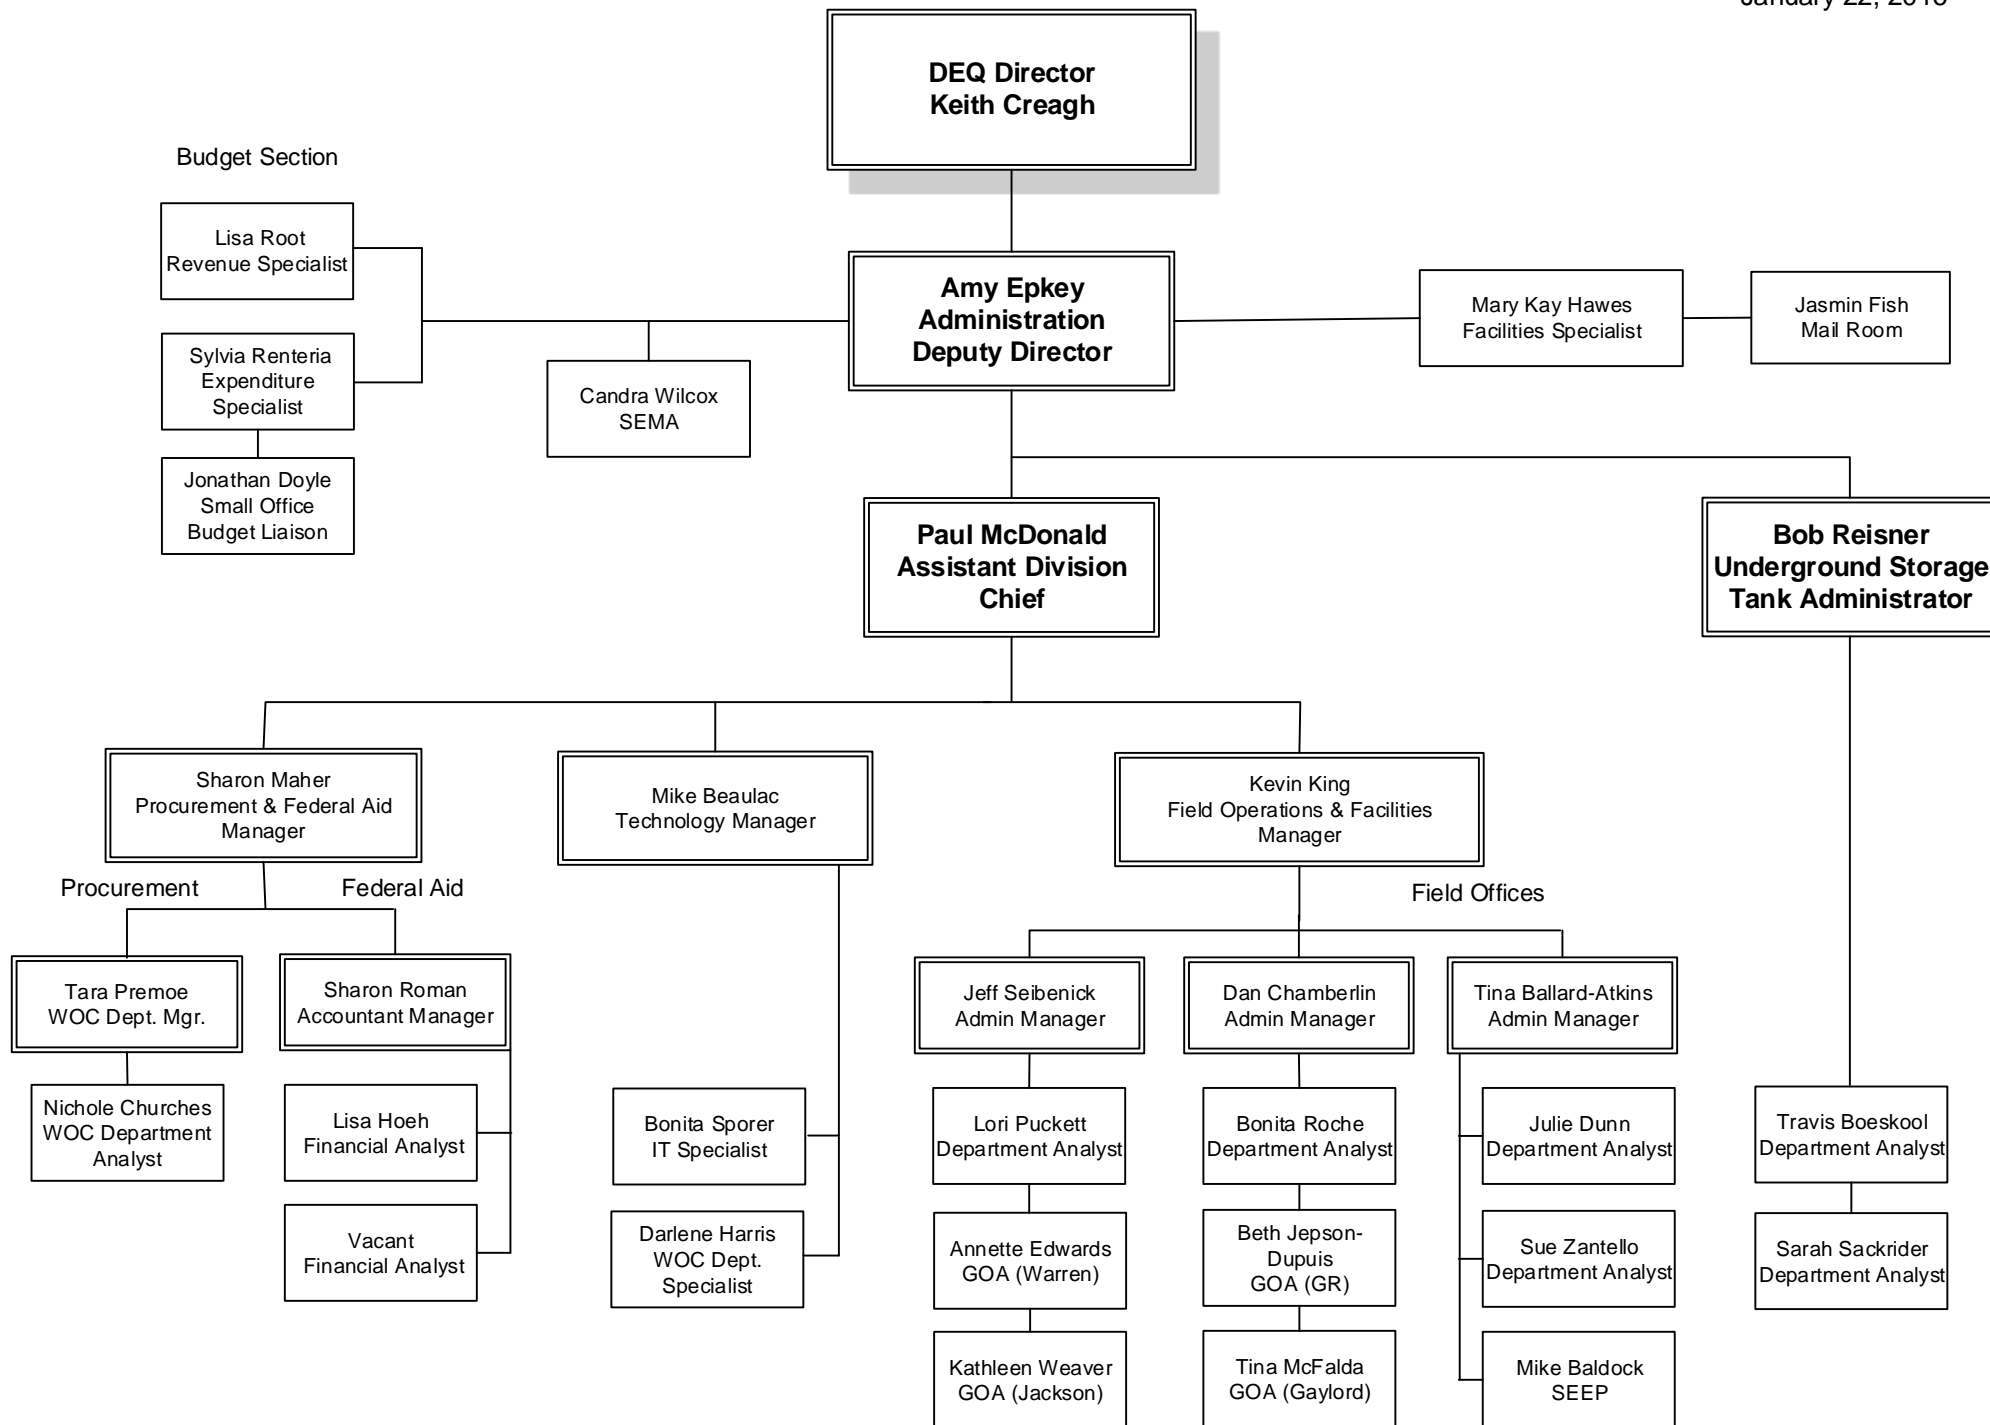 January 22,
DEQ Director
Keith Creagh
Budget Section
Lisa Root
Revenue Specialist
Amy Epkey
Administration
Deputy Director
Mary Kay Hawes
Facilities Specialist
Jasmin Fish
Mail Room
Sylvia Renteria
Expenditure
Specialist
Candra Wilcox
SEMA
Jonathan Doyle
Small Office
Budget Liaison
Paul McDonald
Assistant Division
Chief
Bob Reisner
Underground Storage
Tank Administrator
Sharon Maher
Procurement & Federal Aid
Manager
Mike Beaulac
Technology Manager
Kevin King
Field Operations & Facilities
Manager
Procurement
Federal Aid
Field Offices
Tara Premoe
WOC Dept. Mgr.
Sharon Roman
Accountant Manager
Jeff Seibenick
Admin Manager
Dan Chamberlin
Admin Manager
Tina Ballard-Atkins
Admin Manager
Nichole Churches
WOC Department
Analyst
Lisa Hoeh
Financial Analyst
Bonita Sporer
IT Specialist
Lori Puckett
Department Analyst
Bonita Roche
Department Analyst
Julie Dunn
Department Analyst
Travis Boeskool
Department Analyst
Vacant
Financial Analyst
Darlene Harris
WOC Dept.
Specialist
Annette Edwards
GOA (Warren)
Beth Jepson-
Dupuis
GOA (GR)
Sue Zantello
Department Analyst
Sarah Sackrider
Department Analyst
Kathleen Weaver
GOA (Jackson)
Tina McFalda
GOA (Gaylord)
Mike Baldock
SEEP